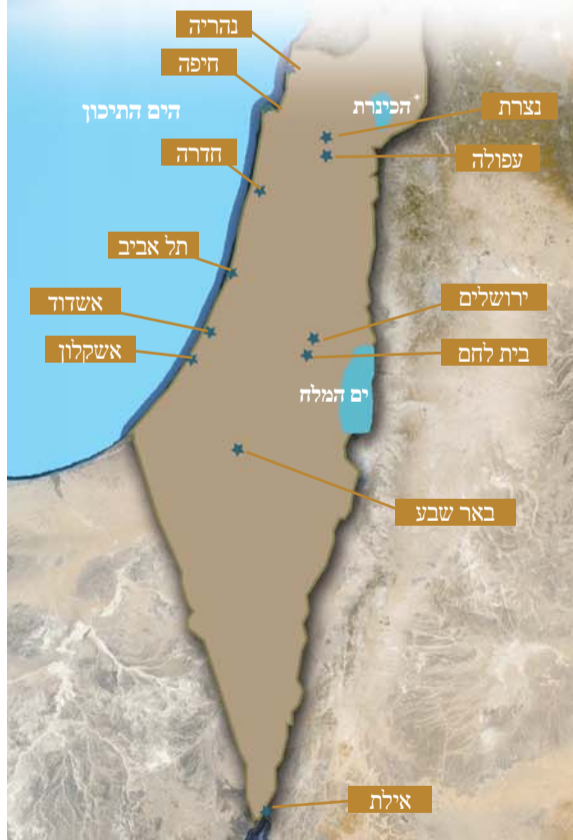 נהריה
חיפה
הים התיכון
הכינרת
נצרת
עפולה
חדרה
תל אביב
אשדוד
אשקלון
ירושלים
בית לחם
ים המלח
באר שבע
אילת